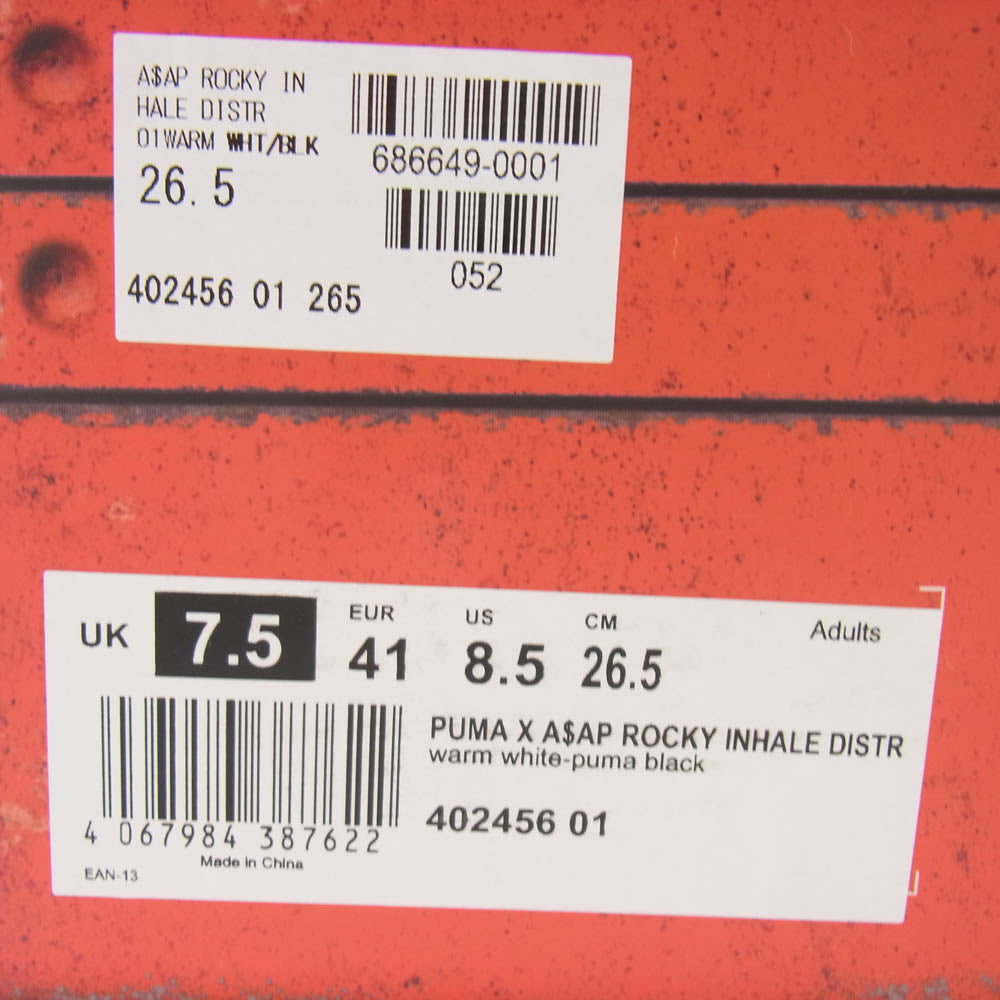 A$AP ROCKY IN
HALE DISTR
01WARM WHT/BLK
26.5
686649-0001
052
402456 01 265
UK 7.5 EUR 41 US 8.5 CM 26.5 Adults
PUMA X A$AP ROCKY INHALE DISTR
warm white-puma black
402456 01
4 067984 387622
Made in China
EAN-13